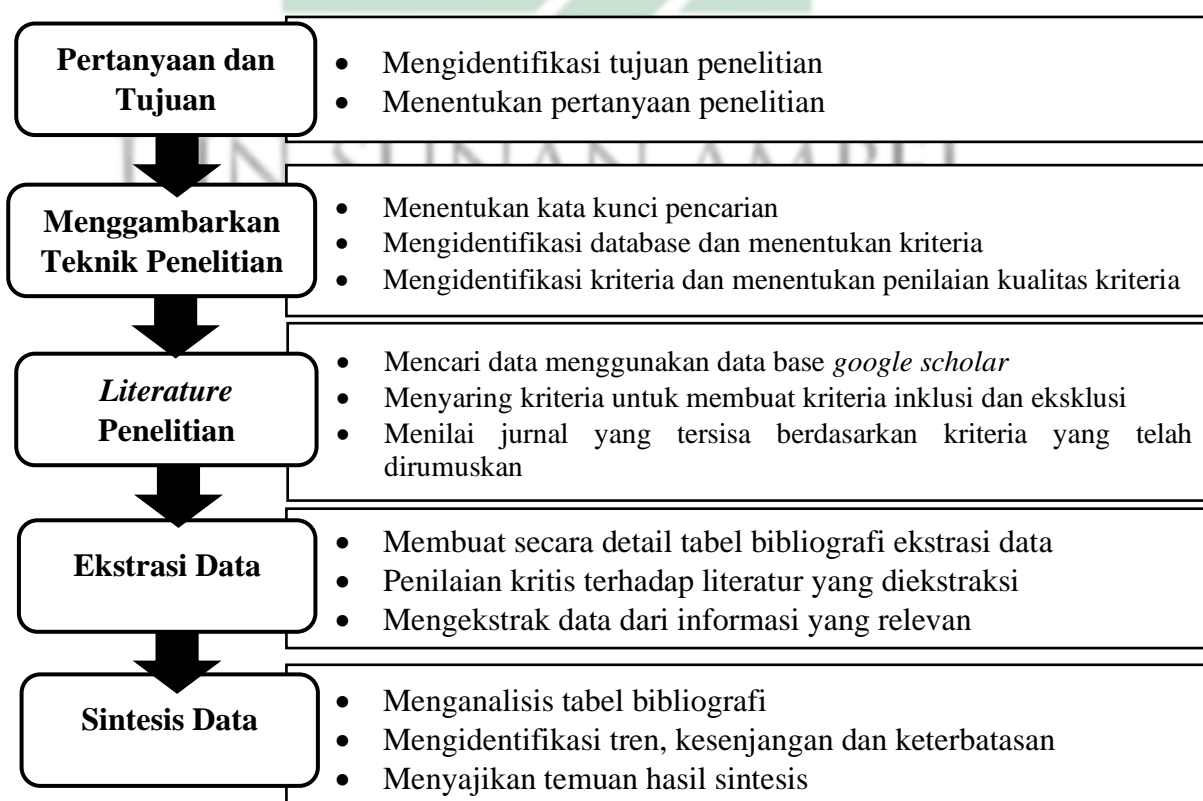 Pertanyaan dan
Tujuan
• Mengidentifikasi tujuan penelitian
• Menentukan pertanyaan penelitian
UIN SUNAN AMPEL
Menggambarkan
Teknik Penelitian
• Menentukan kata kunci pencarian
• Mengidentifikasi database dan menentukan kriteria
• Mengidentifikasi kriteria dan menentukan penilaian kualitas kriteria
Literature
Penelitian
• Mencari data menggunakan data base google scholar
• Menyaring kriteria untuk membuat kriteria inklusi dan eksklusi
• Menilai jurnal yang tersisa berdasarkan kriteria yang telah
dirumuskan
Ekstrasi Data
• Membuat secara detail tabel bibliografi ekstrasi data
• Penilaian kritis terhadap literatur yang diekstraksi
• Mengekstrak data dari informasi yang relevan
Sintesis Data
• Menganalisis tabel bibliografi
• Mengidentifikasi tren, kesenjangan dan keterbatasan
• Menyajikan temuan hasil sintesis